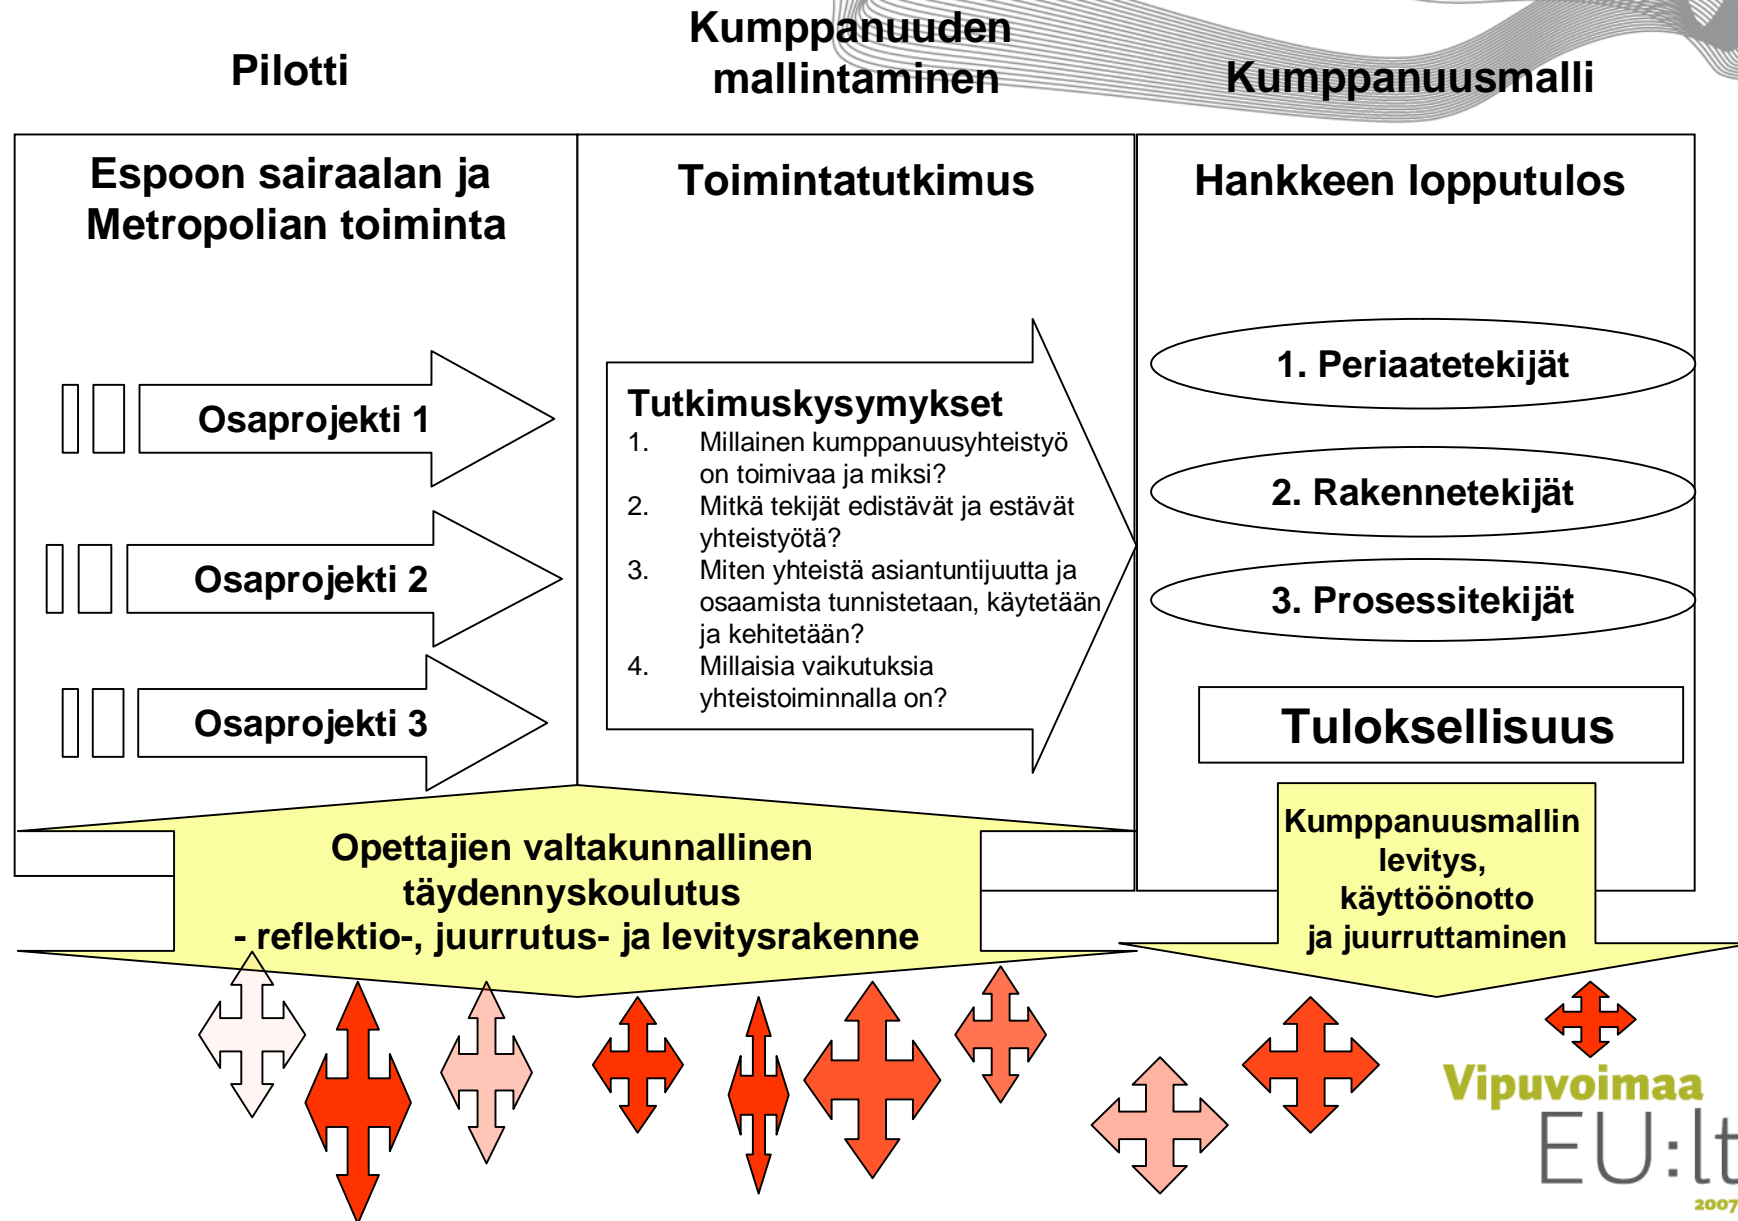 Pilotti
Kumppanuuden
mallintaminen
Kumppanuusmalli
Espoon sairaalan ja
Metropolian toiminta
Osaprojekti 1
Osaprojekti 2
Osaprojekti 3
Toimintatutkimus
Tutkimuskysymykset
1. Millainen kumppanuusyhteistyö
on toimivaa ja miksi?
2. Mitkä tekijät edistävät ja estävät
yhteistyötä?
3. Miten yhteistä asiantuntijuutta ja
osaamista tunnistetaan, käytetään
ja kehitetään?
4. Millaisia vaikutuksia
yhteistoiminnalla on?
Hankkeen lopputulos
1. Periaatetekijät
2. Rakennetekijät
3. Prosessitekijät
Tuloksellisuus
Opettajien valtakunnallinen
täydennyskoulutus
- reflektio-, juurrutus- ja levitysrakenne
Kumppanuusmallin
levitys,
käyttöönotto
ja juurruttaminen
Vipuvoimaa
EU:lt
2007